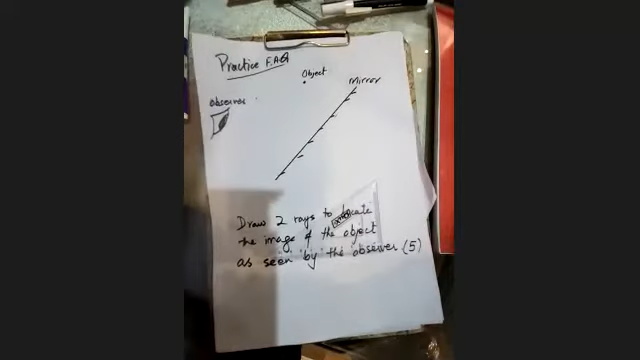 Practice F.A.Q
Object
Mirror
observer
Draw 2 rays to locate
the image of the object
as seen by the observer (5)